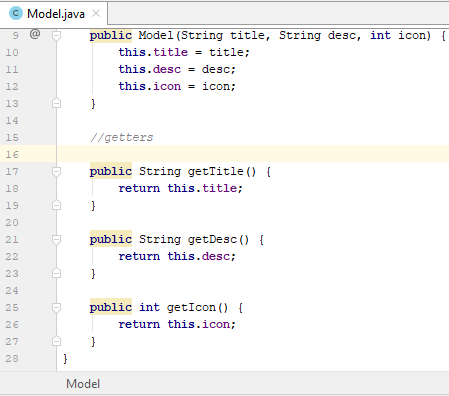 Model.java
9 @ public Model(String title, String desc, int icon) {
10 this.title = title;
11 this.desc = desc;
12 this.icon = icon;
13 }
14
15 //getters
16
17 public String getTitle() {
18 return this.title;
19 }
20
21 public String getDesc() {
22 return this.desc;
23 }
24
25 public int getIcon() {
26 return this.icon;
27 }
28 }
Model